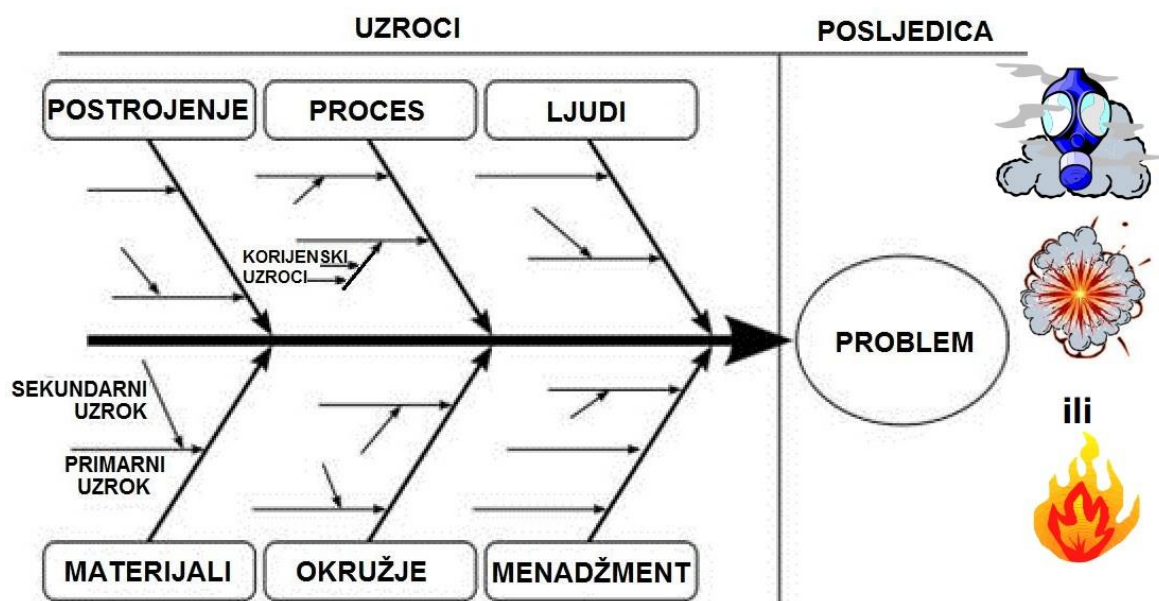 UZROCI
POSLJEDICA
POSTROJENJE
PROCES
LJUDI
KORIJENSKI
UZROCI
PROBLEM
SEKUNDARNI
UZROK
PRIMARNI
UZROK
ili
MATERIJALI
OKRUŽJE
MENADŽMENT